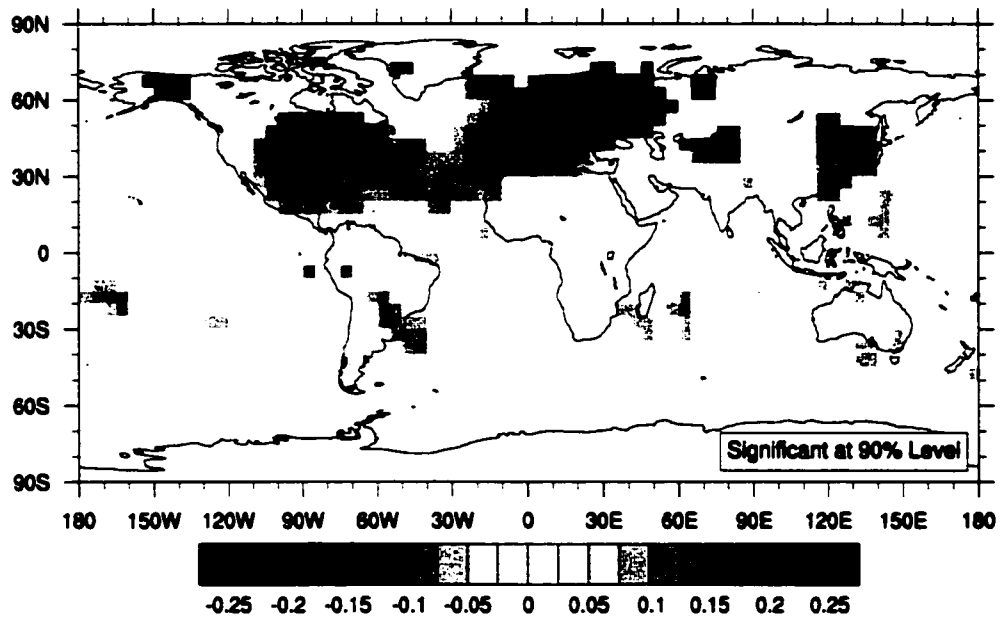 90N
60N
30N
0
30S
60S
Significant at 90% Level
90S
180 150W 120W 90W 60W 30W 0 30E 60E 90E 120E 150E 180
-0.25 -0.2 -0.15 -0.1 -0.05 0 0.05 0.1 0.15 0.2 0.25